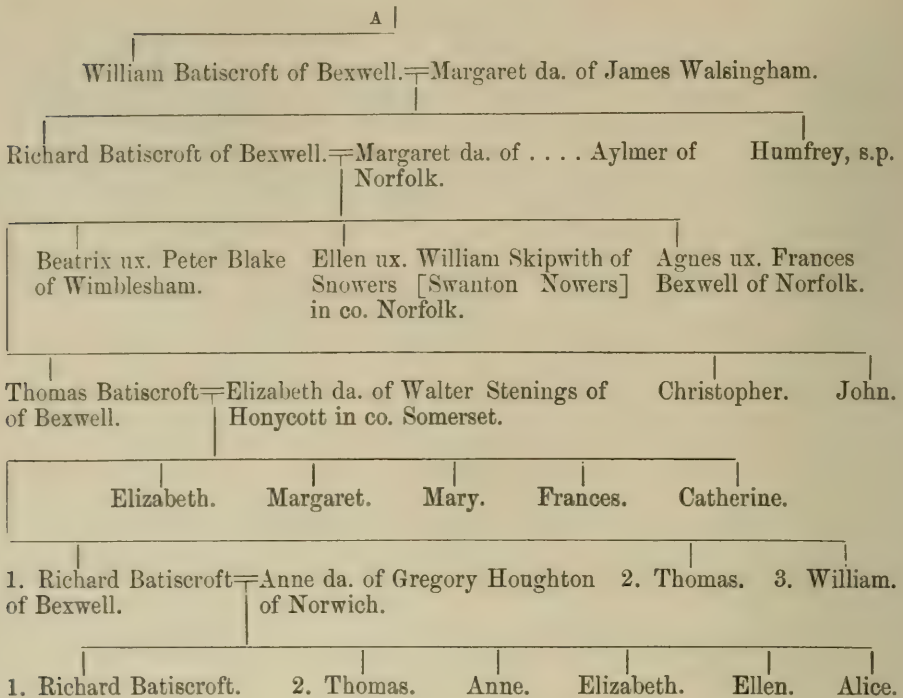 A
William Batiscroft of Bexwell.=Margaret da. of James Walsingham.
Richard Batiscroft of Bexwell.=Margaret da. of . . . . Aylmer of Humfrey, s.p.
Norfolk.
Beatrix ux. Peter Blake Ellen ux. William Skipwith of Agnes ux. Frances
of Wimblesham. Snowers [Swanton Nowers] Bexwell of Norfolk.
in co. Norfolk.
Thomas Batiscroft=Elizabeth da. of Walter Stenings of Christopher. John.
of Bexwell. Honycott in co. Somerset.
Elizabeth. Margaret. Mary. Frances. Catherine.
1. Richard Batiscroft=Anne da. of Gregory Houghton 2. Thomas. 3. William.
of Bexwell. of Norwich.
1. Richard Batiscroft. 2. Thomas. Anne. Elizabeth. Ellen. Alice.